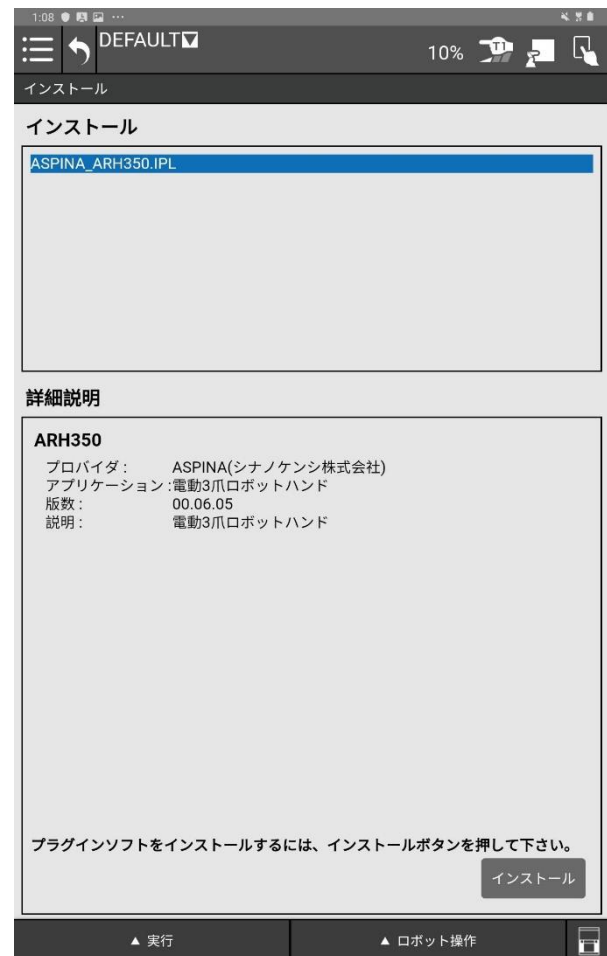 1:08
DEFAULT
10%
T1
インストール
インストール
ASPINA_ARH350.IPL
詳細説明
ARH350
プロバイダ : ASPINA(シナノケンシ株式会社)
アプリケーション :電動3爪ロボットハンド
版数 : 00.06.05
説明 : 電動3爪ロボットハンド
プラグインソフトをインストールするには、インストールボタンを押して下さい。
インストール
▲ 実行
▲ ロボット操作